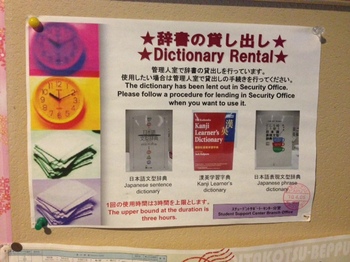 ★辞書の貸し出し★
★Dictionary Rental★
管理人室で辞書の貸出しを行っています。
使用したい場合は管理人室で貸出しの手続きを行ってください。
The dictionary has been lent out in Security Office
Please follow a procedure for lending in Security Office
when you want to use it.
漢英
Kanji
Learner's
Dictionary
日本語文型辞典
Japanese sentence
dictionary
漢英学習字典
Kanji Learner's
dictionary
日本語表現文型辞典
Japanese phrase
dictionary
1回の使用時間は3時間を上限とします。
The upper bound at the duration is
three hours.
Student Support Center Branch Office